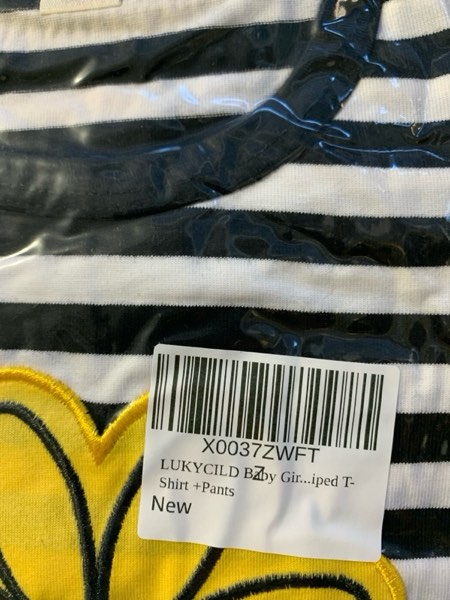 X0037ZWFT
Z
LUKYCILD Baby Gir...iped T-
Shirt +Pants
New